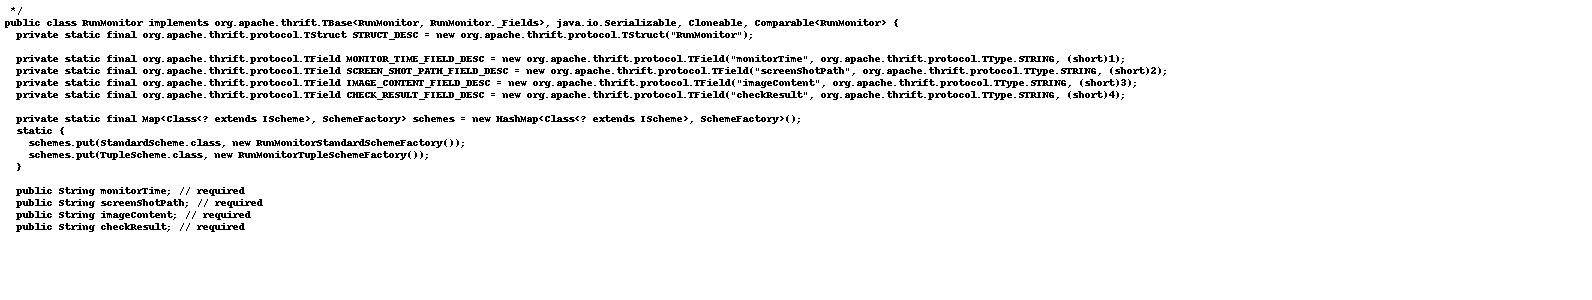 */
public class RunMonitor implements org.apache.thrift.TBase<RunMonitor, RunMonitor._Fields>, java.io.Serializable, Cloneable, Comparable<RunMonitor> {
  private static final org.apache.thrift.protocol.TStruct STRUCT_DESC = new org.apache.thrift.protocol.TStruct("RunMonitor");

  private static final org.apache.thrift.protocol.TField MONITOR_TIME_FIELD_DESC = new org.apache.thrift.protocol.TField("monitorTime", org.apache.thrift.protocol.TType.STRING, (short)1);
  private static final org.apache.thrift.protocol.TField SCREEN_SHOT_PATH_FIELD_DESC = new org.apache.thrift.protocol.TField("screenShotPath", org.apache.thrift.protocol.TType.STRING, (short)2);
  private static final org.apache.thrift.protocol.TField IMAGE_CONTENT_FIELD_DESC = new org.apache.thrift.protocol.TField("imageContent", org.apache.thrift.protocol.TType.STRING, (short)3);
  private static final org.apache.thrift.protocol.TField CHECK_RESULT_FIELD_DESC = new org.apache.thrift.protocol.TField("checkResult", org.apache.thrift.protocol.TType.STRING, (short)4);

  private static final Map<Class<? extends IScheme>, SchemeFactory> schemes = new HashMap<Class<? extends IScheme>, SchemeFactory>();
  static {
    schemes.put(StandardScheme.class, new RunMonitorStandardSchemeFactory());
    schemes.put(TupleScheme.class, new RunMonitorTupleSchemeFactory());
  }

  public String monitorTime; // required
  public String screenShotPath; // required
  public String imageContent; // required
  public String checkResult; // required